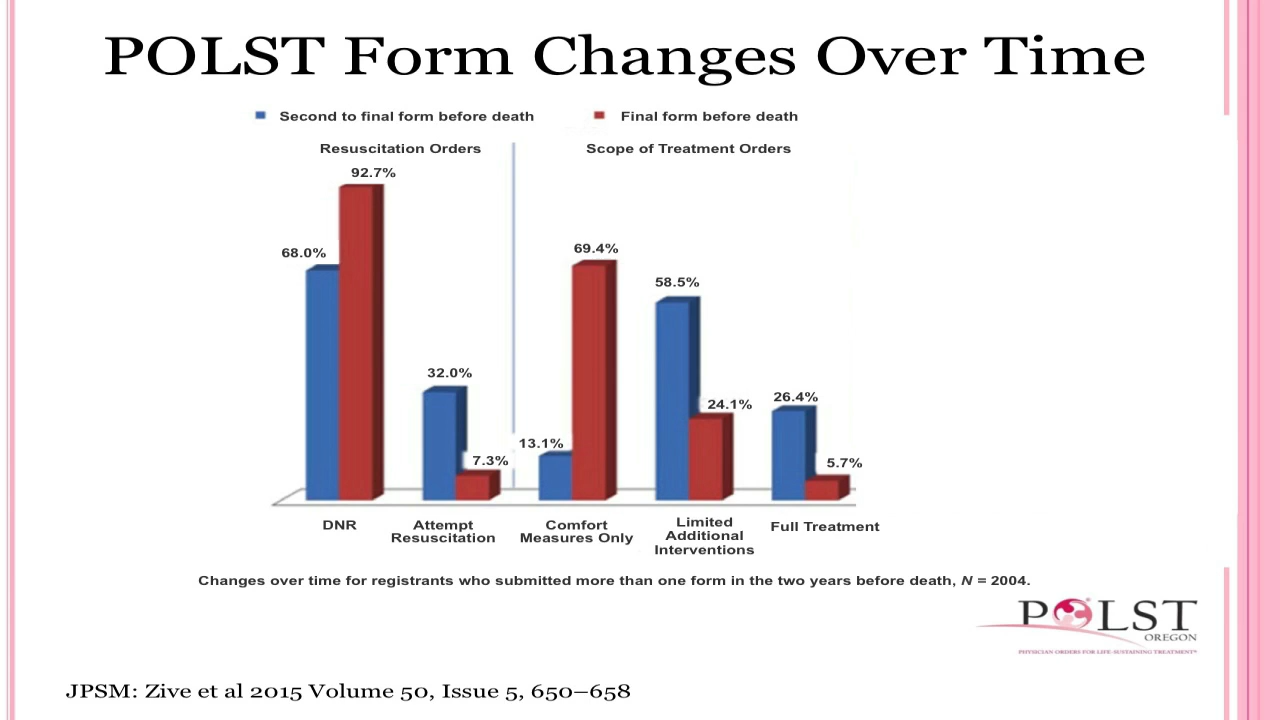 POLST Form Changes Over Time
Second to final form before death
Final form before death
Resuscitation Orders
Scope of Treatment Orders
92.7%
68.0%
32.0%
7.3%
13.1%
69.4%
58.5%
24.1%
26.4%
5.7%
DNR
Attempt
Resuscitation
Comfort
Measures Only
Limited
Additional
Interventions
Full Treatment
Changes over time for registrants who submitted more than one form in the two years before death, N = 2004.
POLST
OREGON
PHYSICIAN ORDERS FOR LIFE-SUSTAINING TREATMENT™
JPSM: Zive et al 2015 Volume 50, Issue 5, 650–658